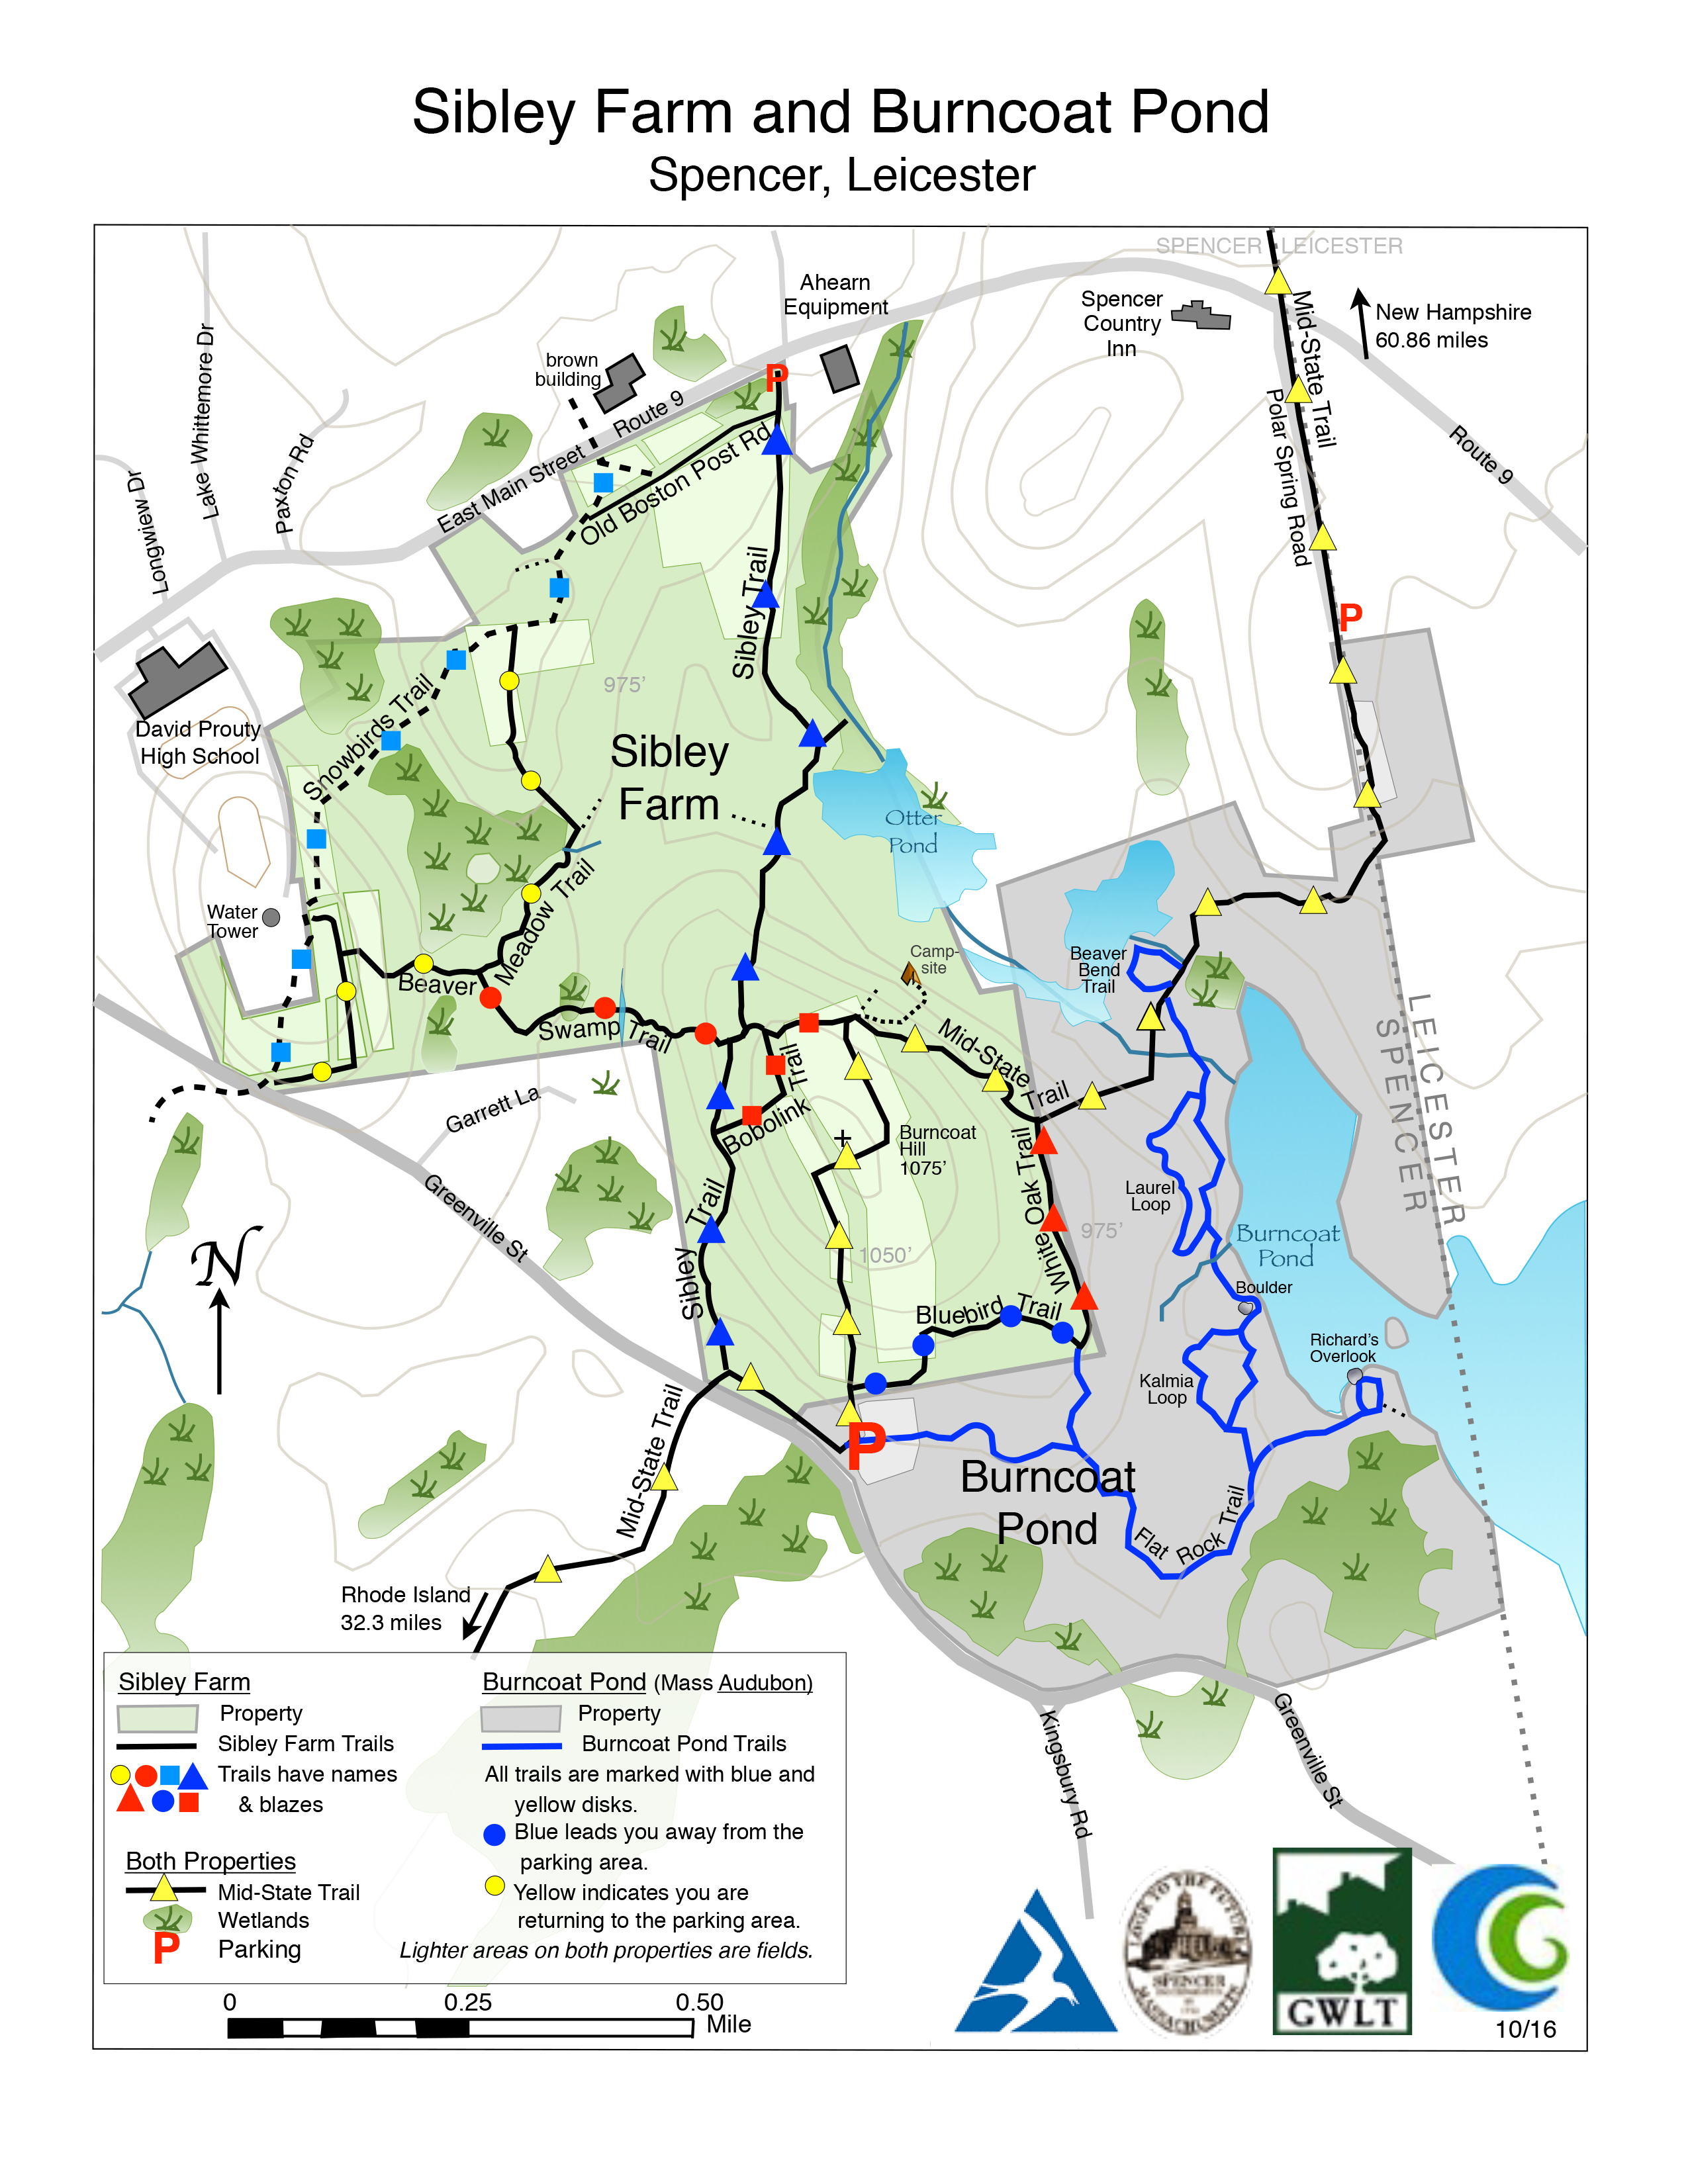 Sibley Farm and Burncoat Pond
Spencer, Leicester
SPENCER
LEICESTER
Ahearn
Equipment
Spencer
Country
Inn
New Hampshire
60.86 miles
Mid-State Trail
Polar Spring Road
Route 9
brown
building
Route 9
East Main Street
Old Boston Post Rd
P
Lake Whittemore Dr
Longview Dr
Paxton Rd
Sibley Trail
P
David Prouty
High School
Snowbirds Trail
975'
Sibley
Farm
Otter
Pond
Water
Tower
Meadow Trail
Beaver
Swamp Trail
Camp-
site
Beaver
Bend
Trail
Mid-State
Trail
LEICESTER
SPENCER
Garrett La
Bobolink
Trail
Burncoat
Hill
1075'
White Oak Trail
Laurel
Loop
975'
Greenville St
Sibley Trail
1050'
Burncoat
Pond
N
Boulder
Bluebird Trail
Richard's
Overlook
Kalmia
Loop
Mid-State Trail
P
Burncoat
Pond
Flat Rock Trail
Rhode Island
32.3 miles
Kingsbury Rd
Greenville St
Sibley Farm
Property
Sibley Farm Trails
Trails have names
& blazes
Both Properties
Mid-State Trail
Wetlands
P Parking
Burncoat Pond (Mass Audubon)
Property
Burncoat Pond Trails
All trails are marked with blue and
yellow disks.
Blue leads you away from the
parking area.
Yellow indicates you are
returning to the parking area.
Lighter areas on both properties are fields.
0 0.25 0.50
Mile
LOOK TO THE FUTURE
SPENCER
MASSACHUSETTS
GWLT
10/16